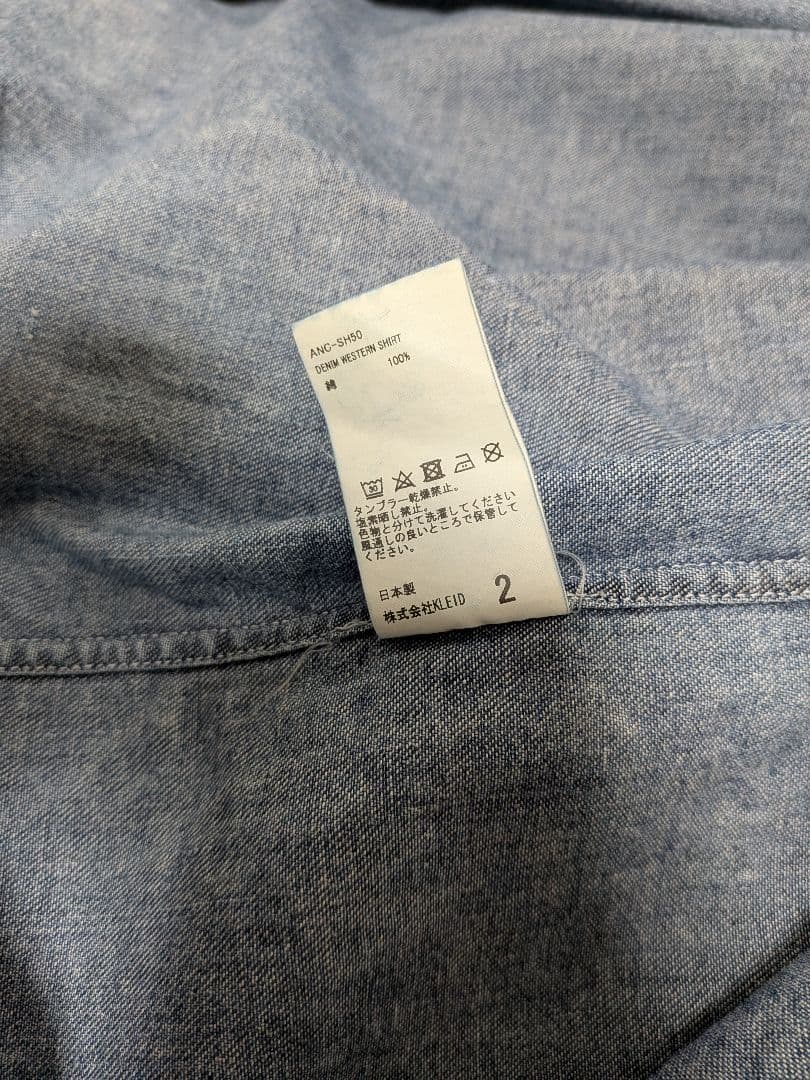 ANC-SH50
DENIM WESTERN SHIRT
綿 100%
30
タンブラー乾燥禁止。
塩素晒し禁止。
色物と分けて洗濯してください
風通しの良いところで保管して
ください。
日本製
株式会社KLEID 2